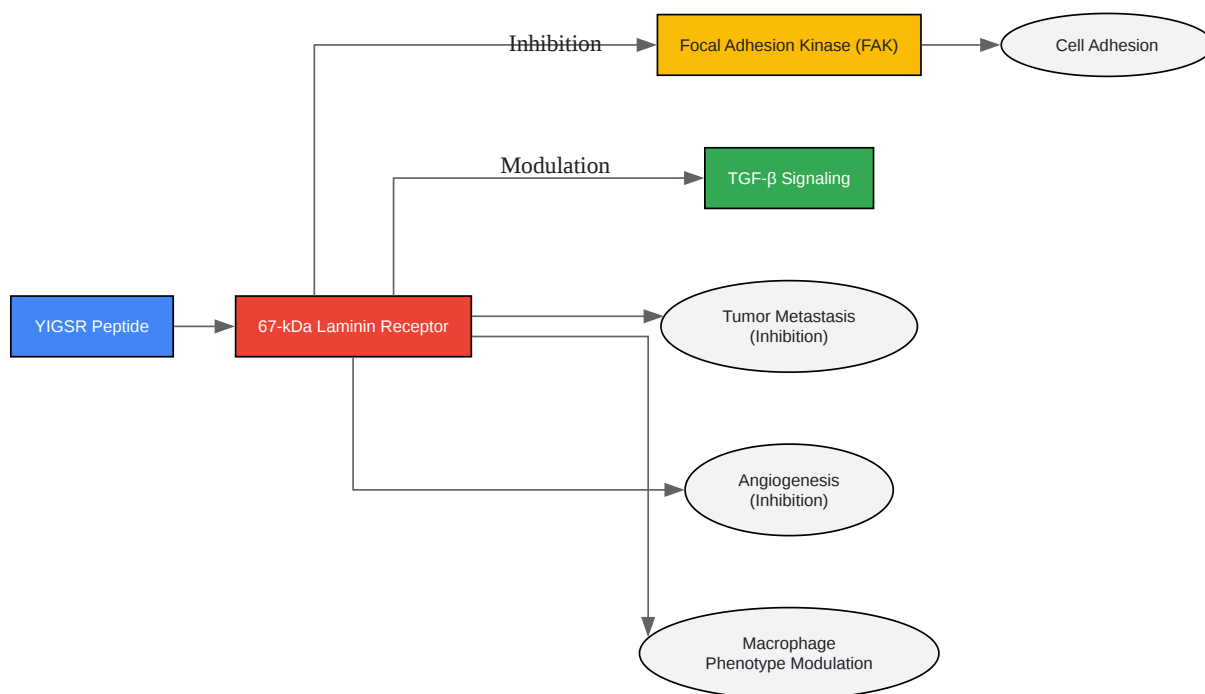 Inhibition
Focal Adhesion Kinase (FAK)
Cell Adhesion
Modulation
TGF-β Signaling
YIGSR Peptide
67-kDa Laminin Receptor
Tumor Metastasis
(Inhibition)
Angiogenesis
(Inhibition)
Macrophage
Phenotype Modulation